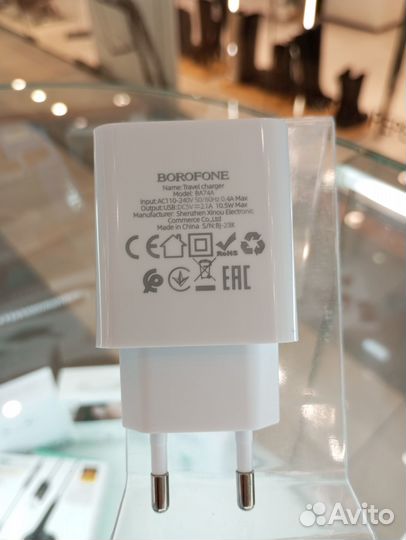 BOROFONE
Name: Travel charger
Model: BA74A
Input:AC110-240V 50/60Hz 0.4A Max
Output:USB:DC5V⎓2.1A 10.5W Max
Manufacturer: Shenzhen Xinou Electronic
Commerce Co.,Ltd
Made in China S/N:BJ-23K
CE RoHS
EAC
Avito